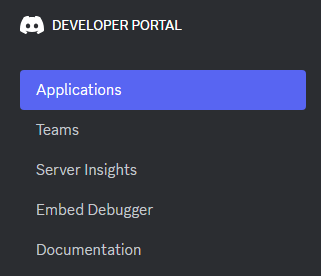 DEVELOPER PORTAL
Applications
Teams
Server Insights
Embed Debugger
Documentation